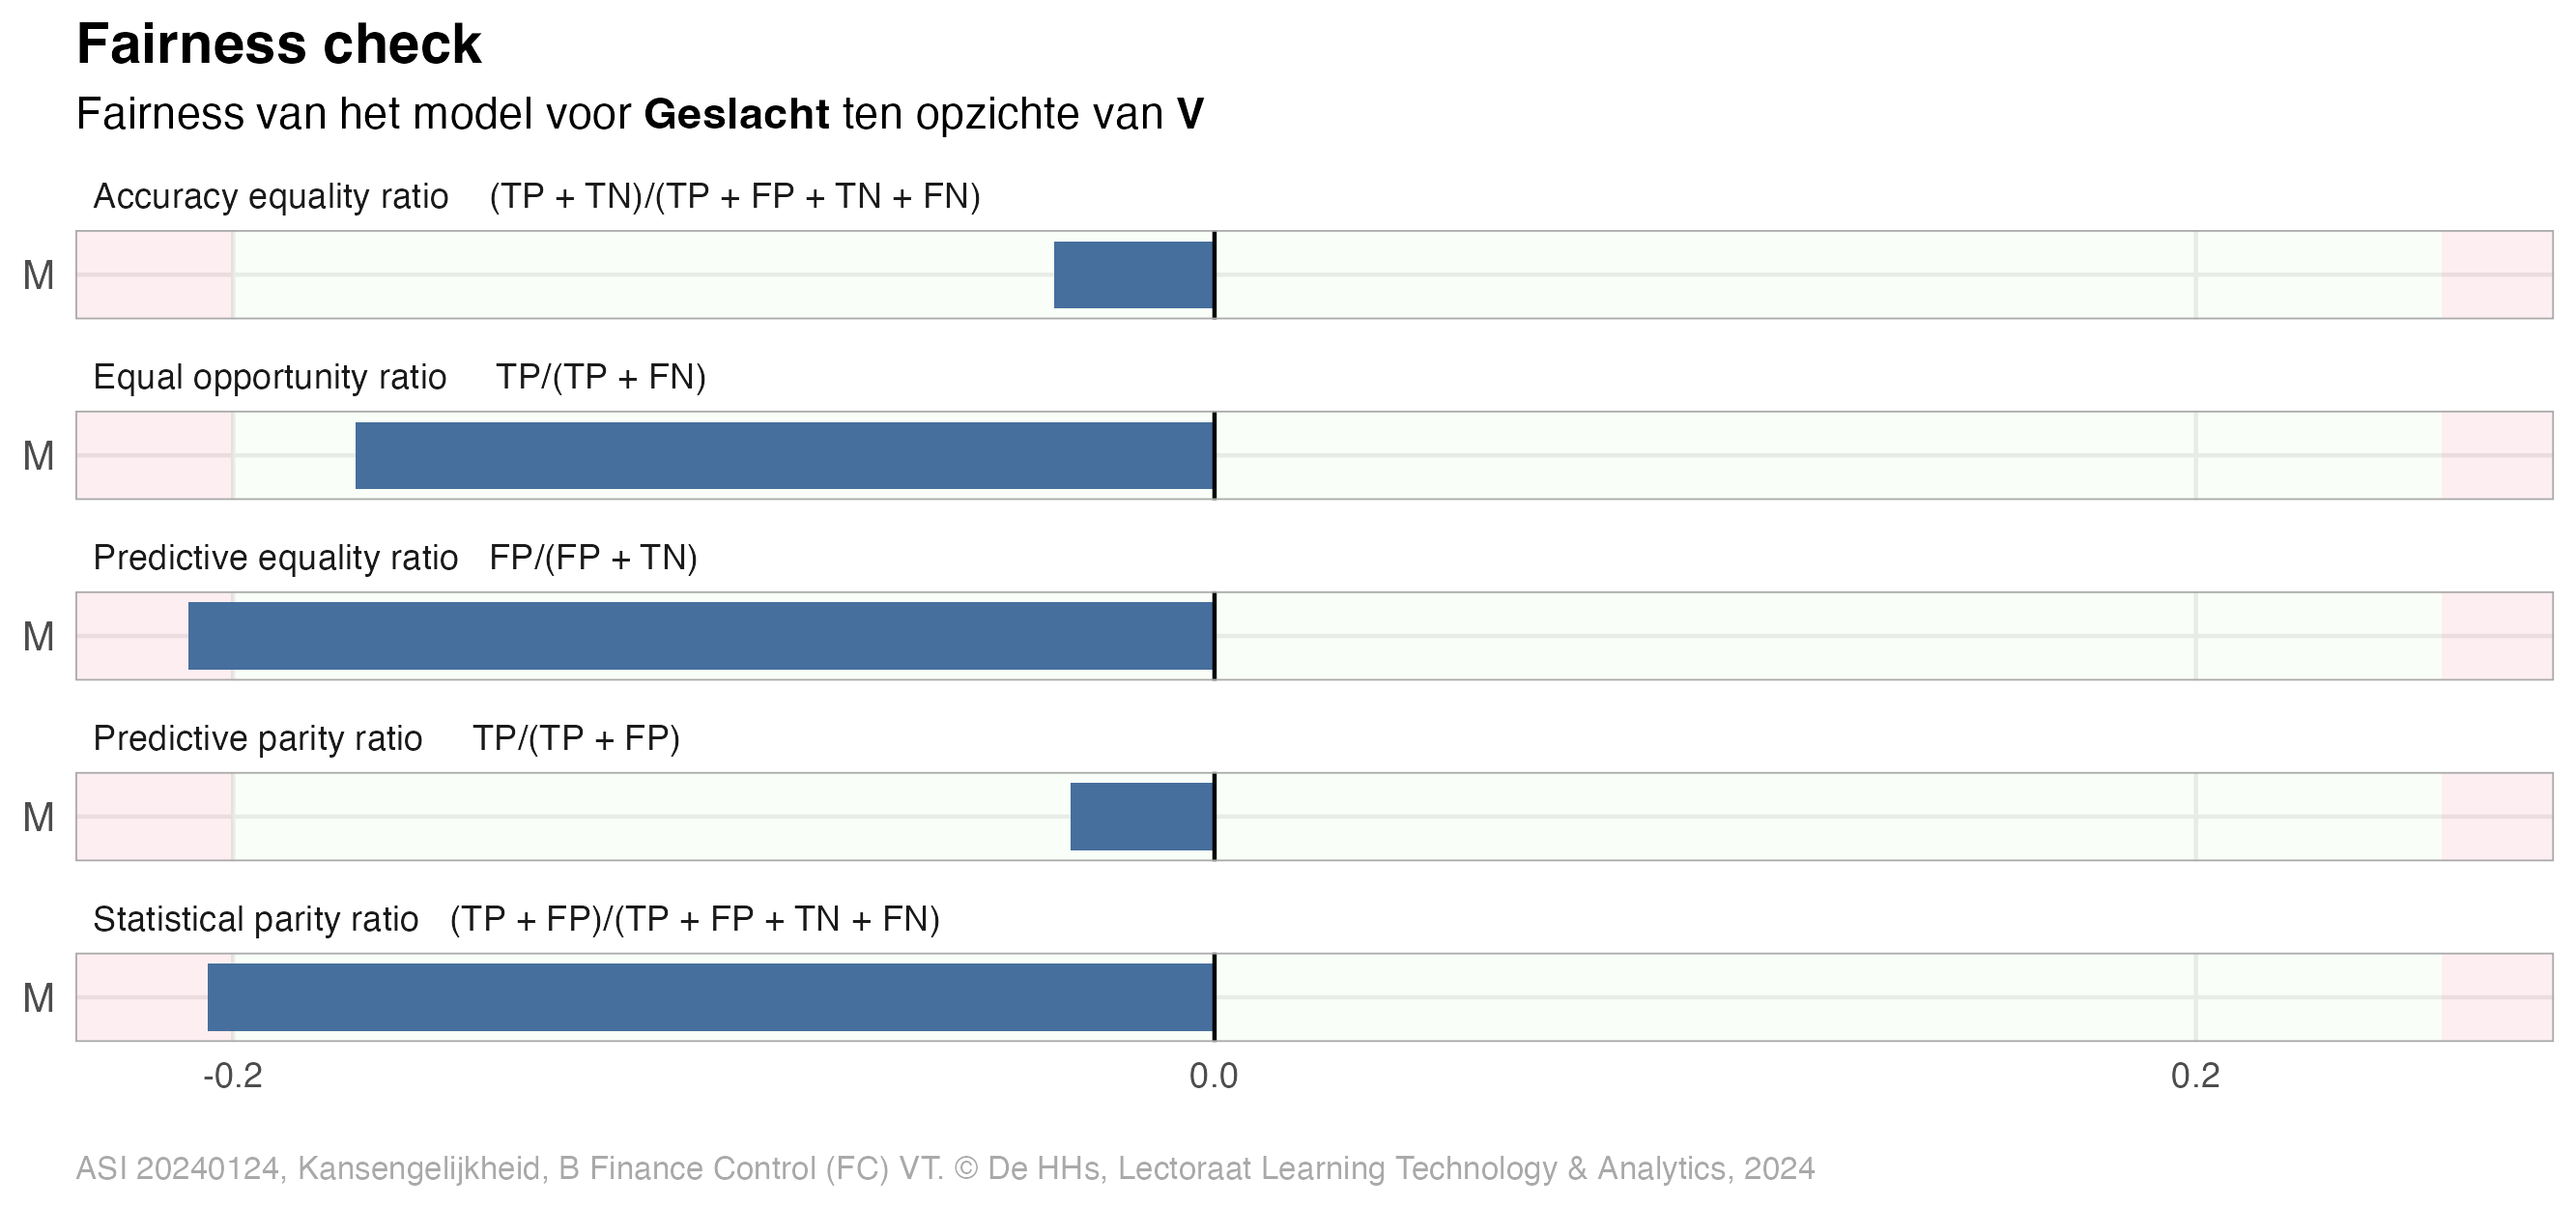 Fairness check
Fairness van het model voor Geslacht ten opzichte van V
Accuracy equality ratio (TP + TN)/(TP + FP + TN + FN)
M
Equal opportunity ratio TP/(TP + FN)
M
Predictive equality ratio FP/(FP + TN)
M
Predictive parity ratio TP/(TP + FP)
M
Statistical parity ratio (TP + FP)/(TP + FP + TN + FN)
M
-0.2 0.0 0.2
ASI 20240124, Kansengelijkheid, B Finance Control (FC) VT. © De HHs, Lectoraat Learning Technology & Analytics, 2024